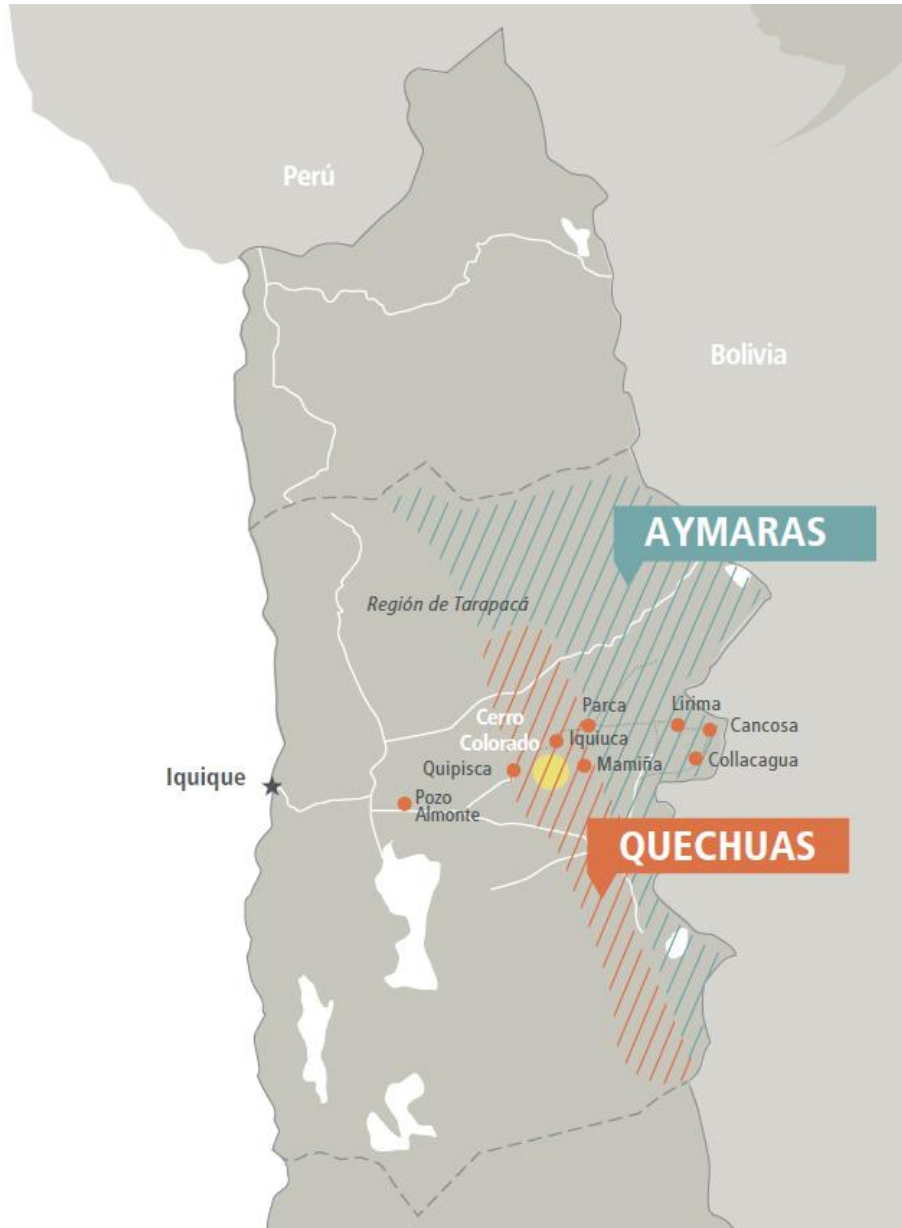 Perú
Bolivia
AYMARAS
Región de Tarapacá
Parca
Lirima
Cerro
Colorado
Iquiuca
Cancosa
Quipisca
Mamiña
Collacagua
Iquique
Pozo
Almonte
QUECHUAS